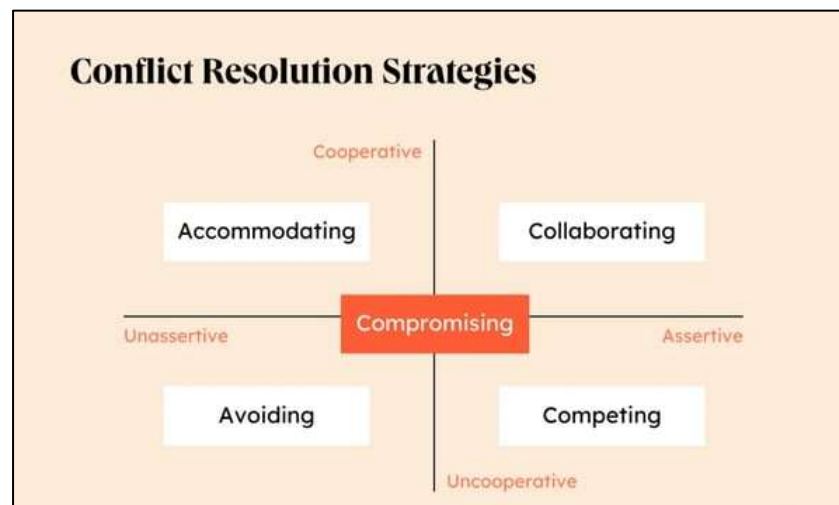 Conflict Resolution Strategies
Cooperative
Accommodating
Collaborating
Compromising
Unassertive
Assertive
Avoiding
Competing
Uncooperative